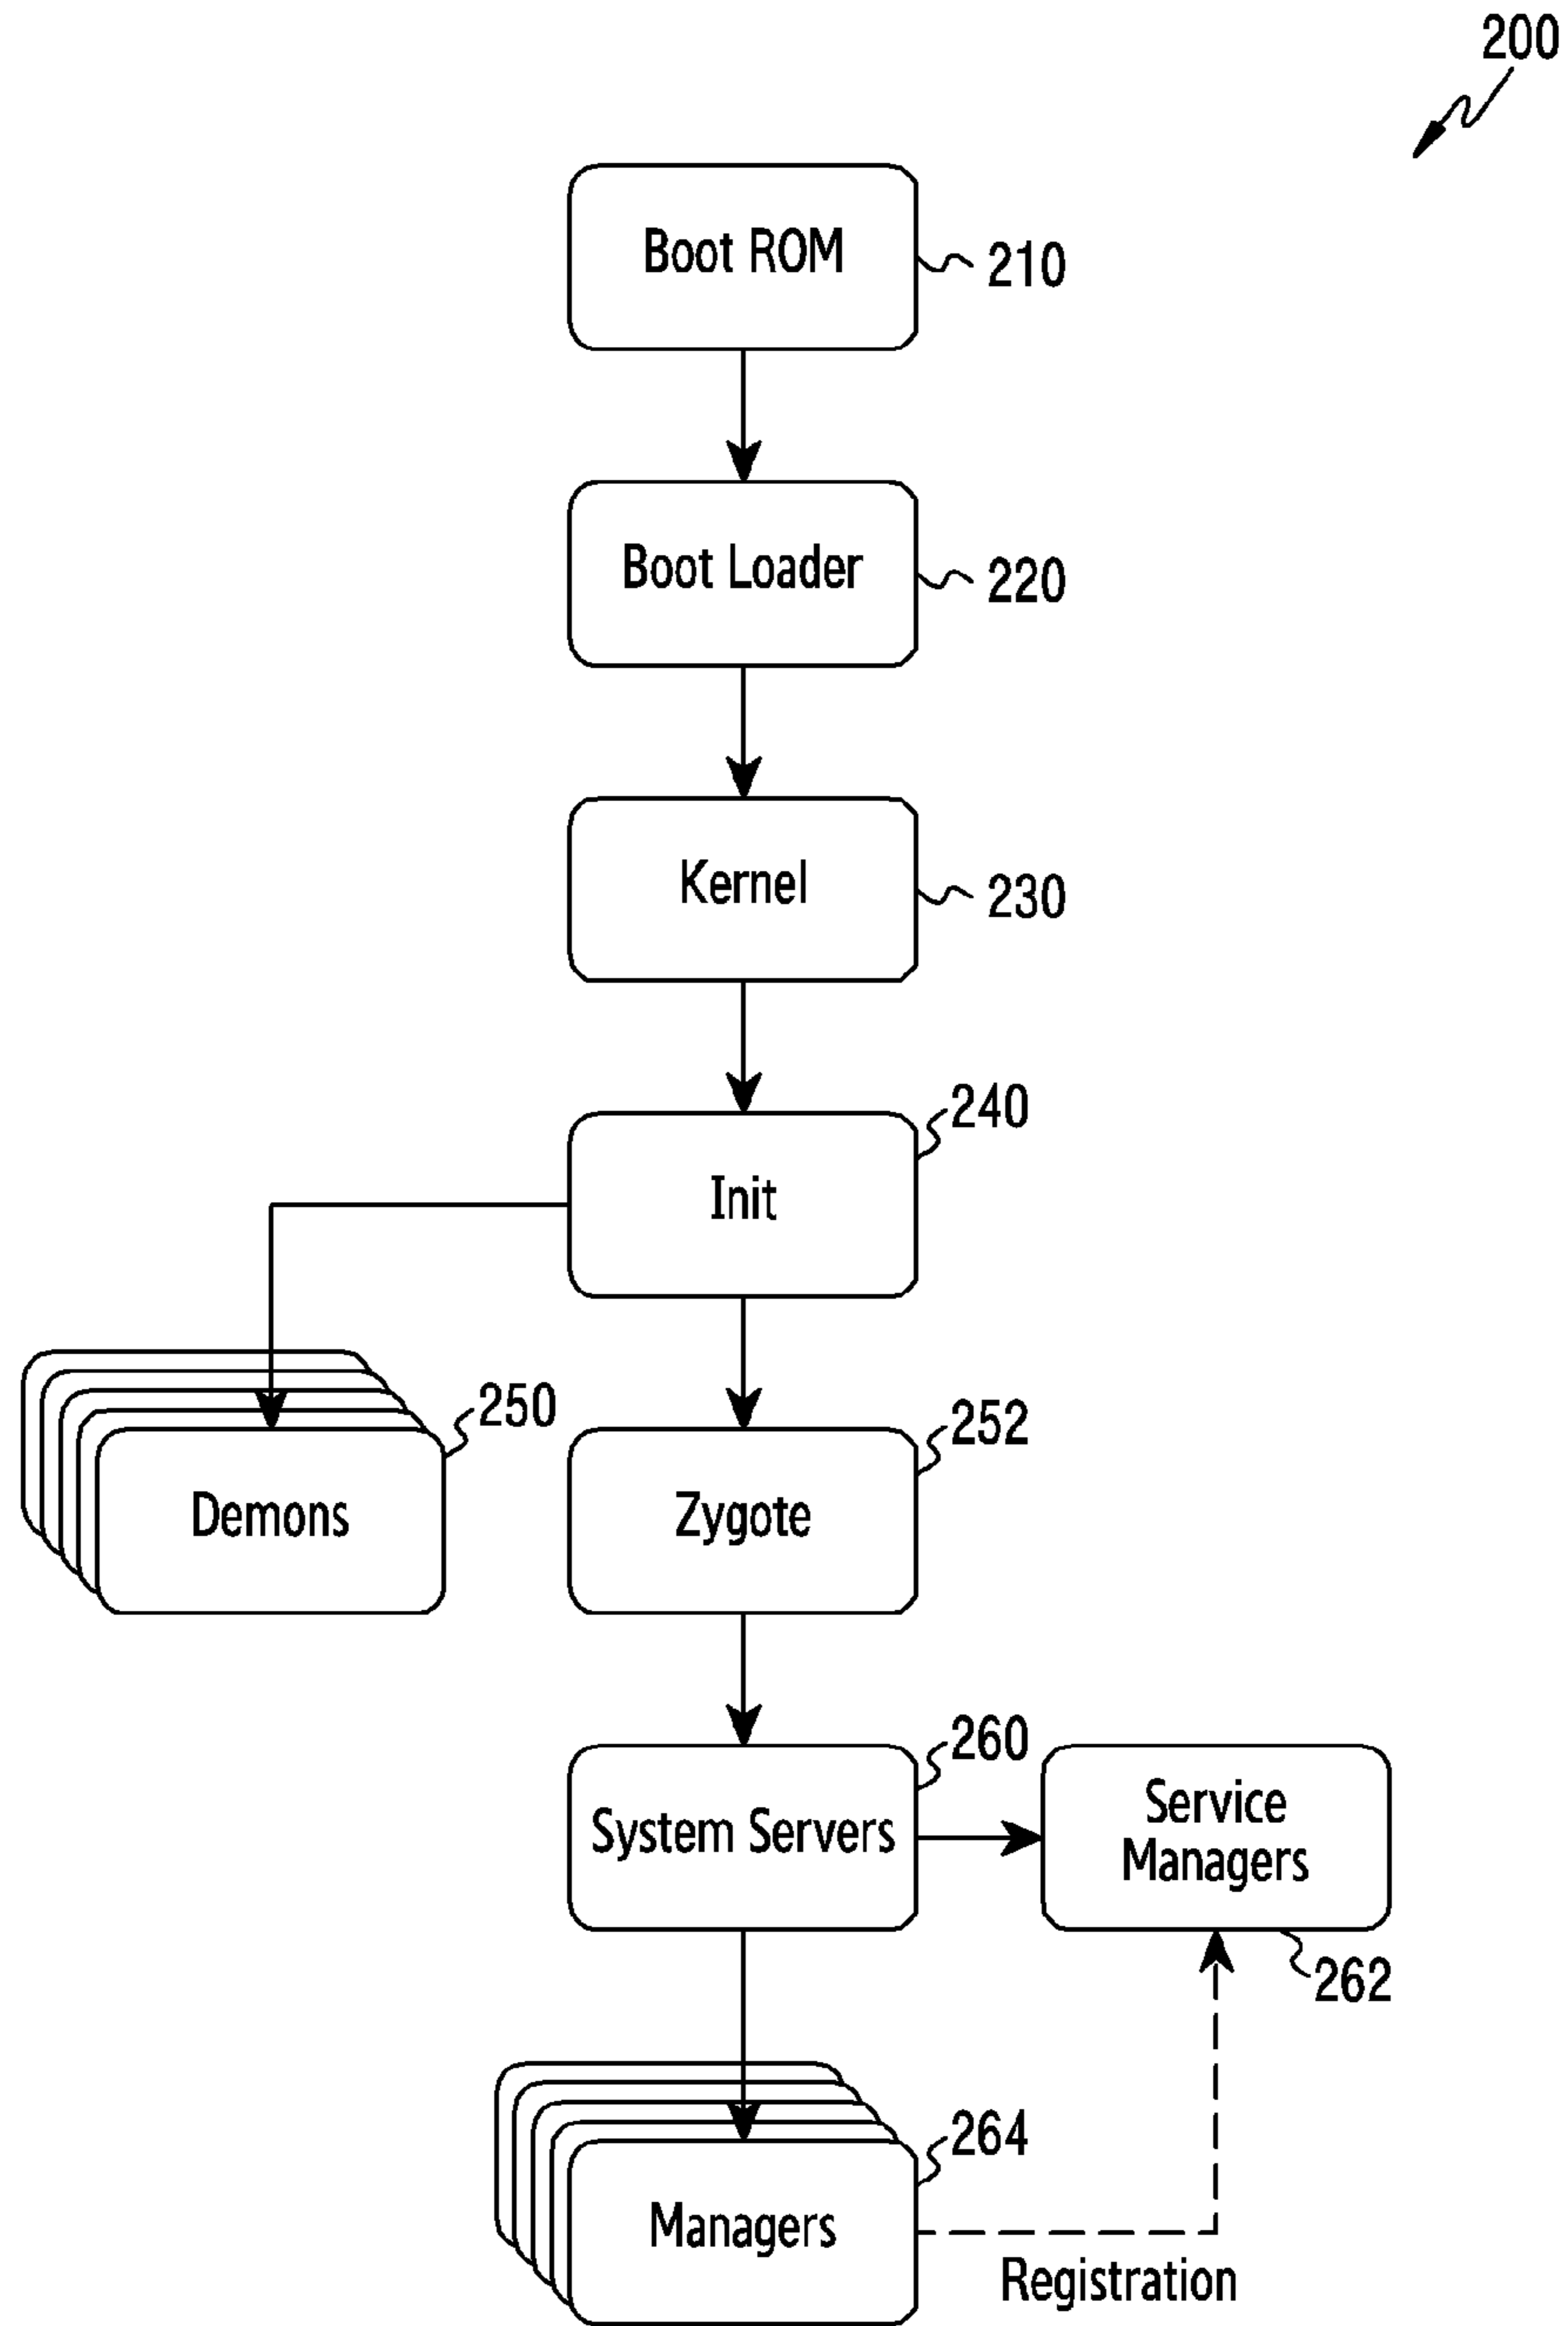 200
Boot ROM
210
Boot Loader
220
Kernel
230
240
Init
250
252
Demons
Zygote
260
System Servers
Service
Managers
262
264
Managers
Registration